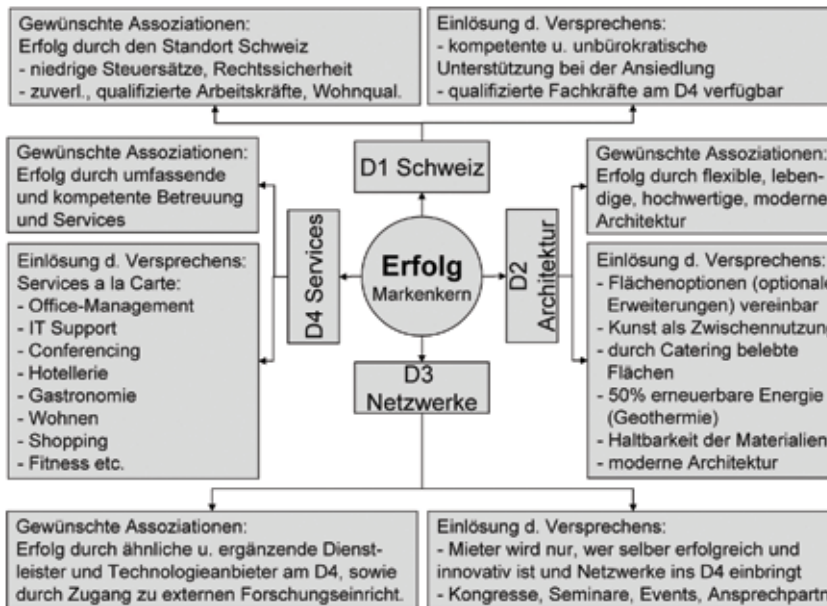 Gewünschte Assoziationen:
Erfolg durch den Standort Schweiz
- niedrige Steuersätze, Rechtssicherheit
- zuverl., qualifizierte Arbeitskräfte, Wohnqual.
Einlösung d. Versprechens:
- kompetente u. unbürokratische
Unterstützung bei der Ansiedlung
- qualifizierte Fachkräfte am D4 verfügbar
D1 Schweiz
Gewünschte Assoziationen:
Erfolg durch umfassende
und kompetente Betreuung
und Services
Gewünschte Assoziationen:
Erfolg durch flexible, leben-
dige, hochwertige, moderne
Architektur
D4 Services
Erfolg
Markenkern
D2
Architektur
Einlösung d. Versprechens:
Services a la Carte:
- Office-Management
- IT Support
- Conferencing
- Hotellerie
- Gastronomie
- Wohnen
- Shopping
- Fitness etc.
Einlösung d. Versprechens:
- Flächenoptionen (optionale
Erweiterungen) vereinbar
- Kunst als Zwischennutzung
- durch Catering belebte
Flächen
- 50% erneuerbare Energie
(Geothermie)
- Haltbarkeit der Materialien
- moderne Architektur
D3
Netzwerke
Gewünschte Assoziationen:
Erfolg durch ähnliche u. ergänzende Dienst-
leister und Technologieanbieter am D4, sowie
durch Zugang zu externen Forschungseinricht.
Einlösung d. Versprechens:
- Mieter wird nur, wer selber erfolgreich und
innovativ ist und Netzwerke ins D4 einbringt
- Kongresse, Seminare, Events, Ansprechpartn